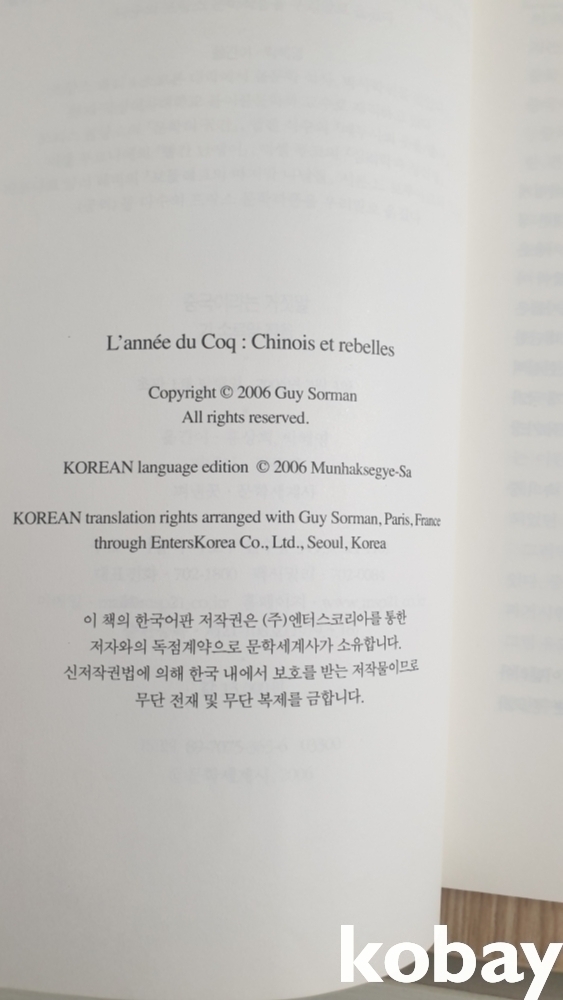 L'année du Coq : Chinois et rebelles
Copyright © 2006 Guy Sorman
All rights reserved.
KOREAN language edition © 2006 Munhaksegye-Sa
KOREAN translation rights arranged with Guy Sorman, Paris, France
through EntersKorea Co., Ltd., Seoul, Korea
이 책의 한국어판 저작권은 (주)엔터스코리아를 통한
저자와의 독점계약으로 문학세계사가 소유합니다.
신저작권법에 의해 한국 내에서 보호를 받는 저작물이므로
무단 전재 및 무단 복제를 금합니다.
kobay